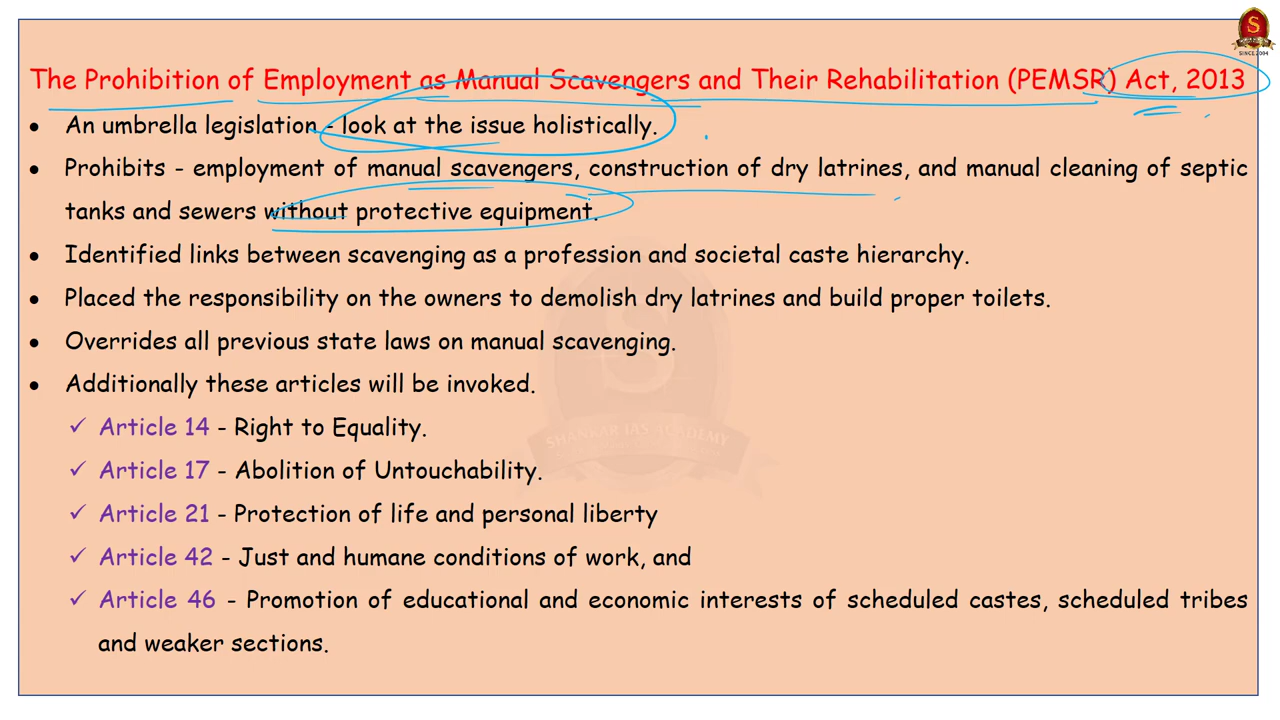 S
SINCE 2004
The Prohibition of Employment as Manual Scavengers and Their Rehabilitation (PEMSR) Act, 2013
• An umbrella legislation - look at the issue holistically.
• Prohibits - employment of manual scavengers, construction of dry latrines, and manual cleaning of septic
tanks and sewers without protective equipment.
• Identified links between scavenging as a profession and societal caste hierarchy.
• Placed the responsibility on the owners to demolish dry latrines and build proper toilets.
• Overrides all previous state laws on manual scavenging.
• Additionally these articles will be invoked.
✓ Article 14 - Right to Equality.
SHANKAR IAS ACADEMY
✓ Article 17 - Abolition of Untouchability.
✓ Article 21 - Protection of life and personal liberty
✓ Article 42 - Just and humane conditions of work, and
✓ Article 46 - Promotion of educational and economic interests of scheduled castes, scheduled tribes
and weaker sections.